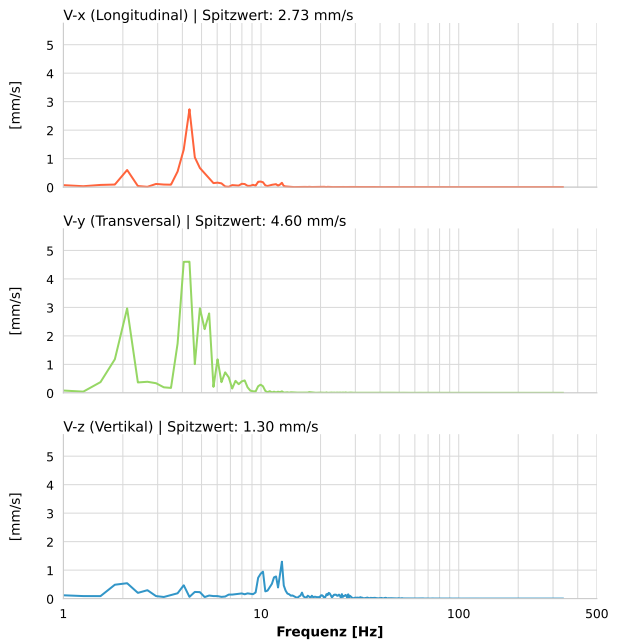 V-x (Longitudinal) | Spitzwert: 2.73 mm/s
5
4
3
2
1
0
[mm/s]
V-y (Transversal) | Spitzwert: 4.60 mm/s
5
4
3
2
1
0
[mm/s]
V-z (Vertikal) | Spitzwert: 1.30 mm/s
5
4
3
2
1
0
[mm/s]
1 10 100 500
Frequenz [Hz]